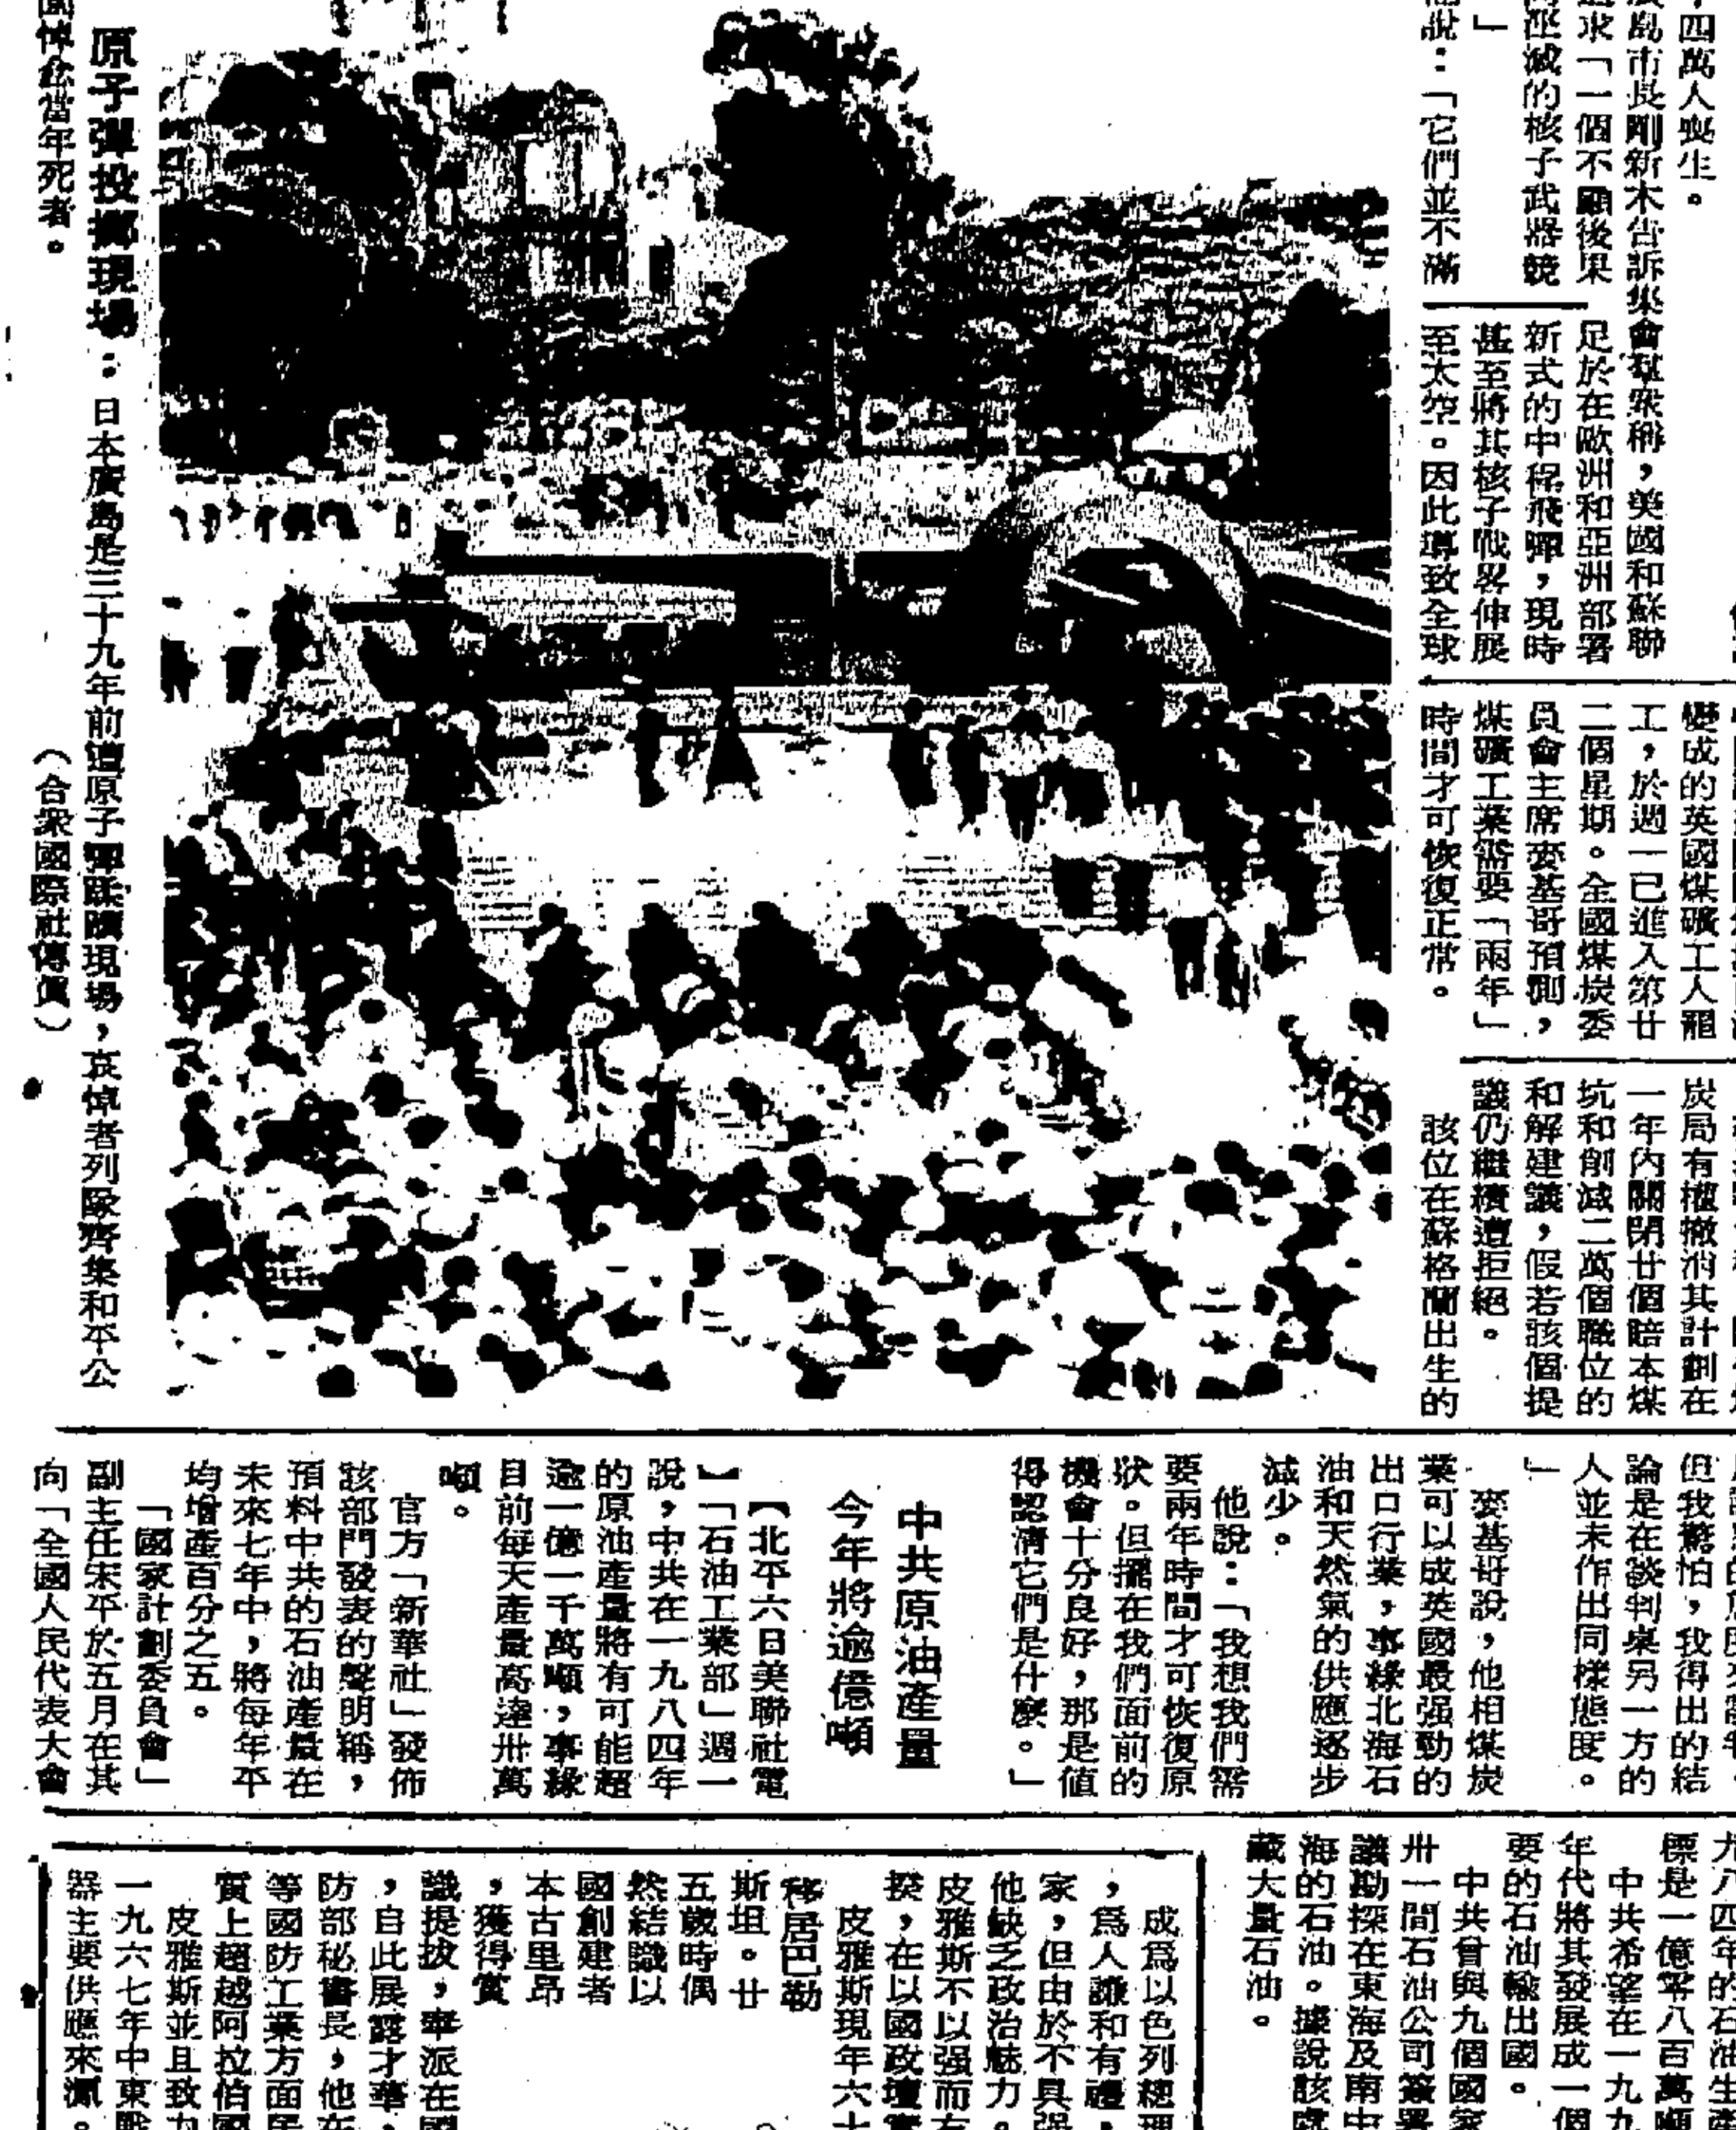 四萬人喪生。
島市長剛新木告訴集會羣衆稱，美國和蘇聯
求「一個不顧後果
滅的核子武器競
」
說：「它們並不滿
足於在歐洲和亞洲部署
新式的中程飛彈，現時
甚至將其核子戰畧伸展
至太空。因此導致全球
變成的英國煤礦工人罷
工，於週一已進入第廿
二個星期。全國煤炭委
員會主席麥基哥預測，
煤礦工業需要「兩年」
時間才可恢復正常。
炭局有權撤消其計劃在
一年內關閉廿個賠本煤
坑和削減二萬個職位的
和解建議，假若該個提
議仍繼續遭拒絕。
該位在蘇格蘭出生的
原子彈投擲現場：日本廣島是三十九年前遭原子彈蹂躪現場，哀悼者列隊齊集和平公
園悼念當年死者。
（合衆國際社傳真）
但我驚怕，我得出的結
論是在談判桌另一方的
人並未作出同樣態度。
」
麥基哥說，他相煤炭
業可以成英國最强勁的
出口行業，事緣北海石
油和天然氣的供應逐步
減少。
他說：「我想我們需
要兩年時間才可恢復原
狀。但擺在我們面前的
機會十分良好，那是值
得認清它們是什麽。」
中共原油產量
今年將逾億噸
【北平六日美聯社電
】「石油工業部」週一
說，中共在一九八四年
的原油產量將有可能超
逾一億一千萬噸，事緣
目前每天產量高達卅萬
噸。
官方「新華社」發佈
該部門發表的聲明稱，
預料中共的石油產量在
未來七年中，將每年平
均增產百分之五。
「國家計劃委員會」
副主任宋平於五月在其
向「全國人民代表大會
八四年的石油生產
標是一億零八百萬噸
中共希望在一九九
年代將其發展成一個
要的石油輸出國。
中共曾與九個國家
卅一間石油公司簽署
議勘探在東海及南中
海的石油。據說該處
藏大量石油。
成爲以色列總理
，爲人謙和有禮，
家，但由於不具强
他缺乏政治魅力。
皮雅斯不以强而有
揆，在以國政壇實
皮雅斯現年六十
移居巴勒
斯坦。廿
五歲時偶
然結識以
國創建者
本古里昂
，獲得賞
識提拔，率派在國
，自此展露才華，
防部秘書長，他在
等國防工業方面居
質上超越阿拉伯國
皮雅斯並且致力
一九六七年中東戰
器主要供應來源。